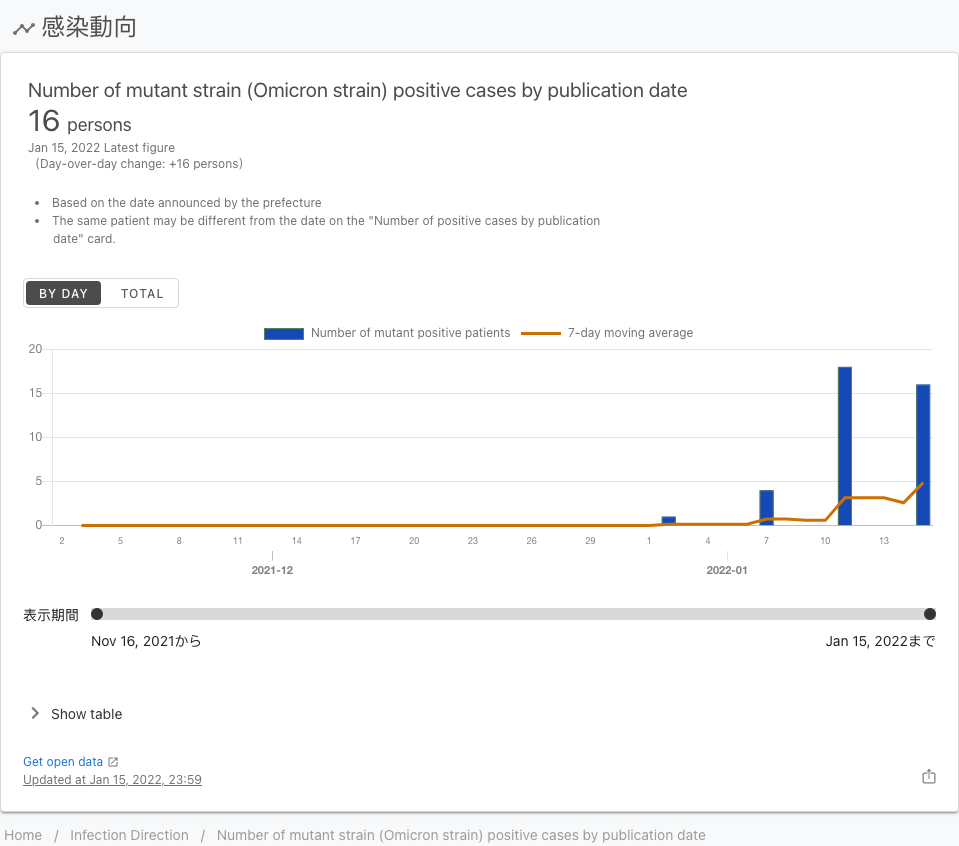 感染動向
Number of mutant strain (Omicron strain) positive cases by publication date
16 persons
Jan 15, 2022 Latest figure
(Day-over-day change: +16 persons)
• Based on the date announced by the prefecture
• The same patient may be different from the date on the "Number of positive cases by publication
date" card.
BY DAY TOTAL
Number of mutant positive patients 7-day moving average
20
15
10
5
0
2 5 8 11 14 17 20 23 26 29 1 4 7 10 13
2021-12 2022-01
表示期間
Nov 16, 2021から Jan 15, 2022まで
Show table
Get open data
Updated at Jan 15, 2022, 23:59
Home / Infection Direction / Number of mutant strain (Omicron strain) positive cases by publication date